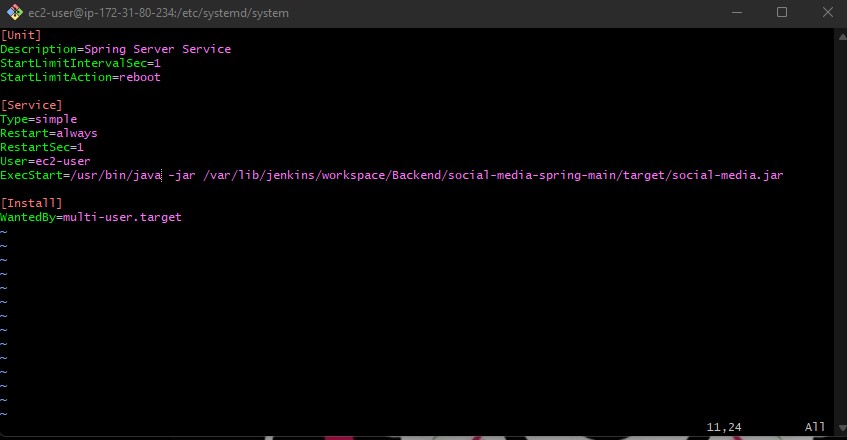 ec2-user@ip-172-31-80-234:/etc/systemd/system
[Unit]
Description=Spring Server Service
StartLimitIntervalSec=1
StartLimitAction=reboot
[Service]
Type=simple
Restart=always
RestartSec=1
User=ec2-user
ExecStart=/usr/bin/java -jar /var/lib/jenkins/workspace/Backend/social-media-spring-main/target/social-media.jar
[Install]
WantedBy=multi-user.target
~
~
~
~
~
~
~
~
~
~
~
~
~
~
11,24 All